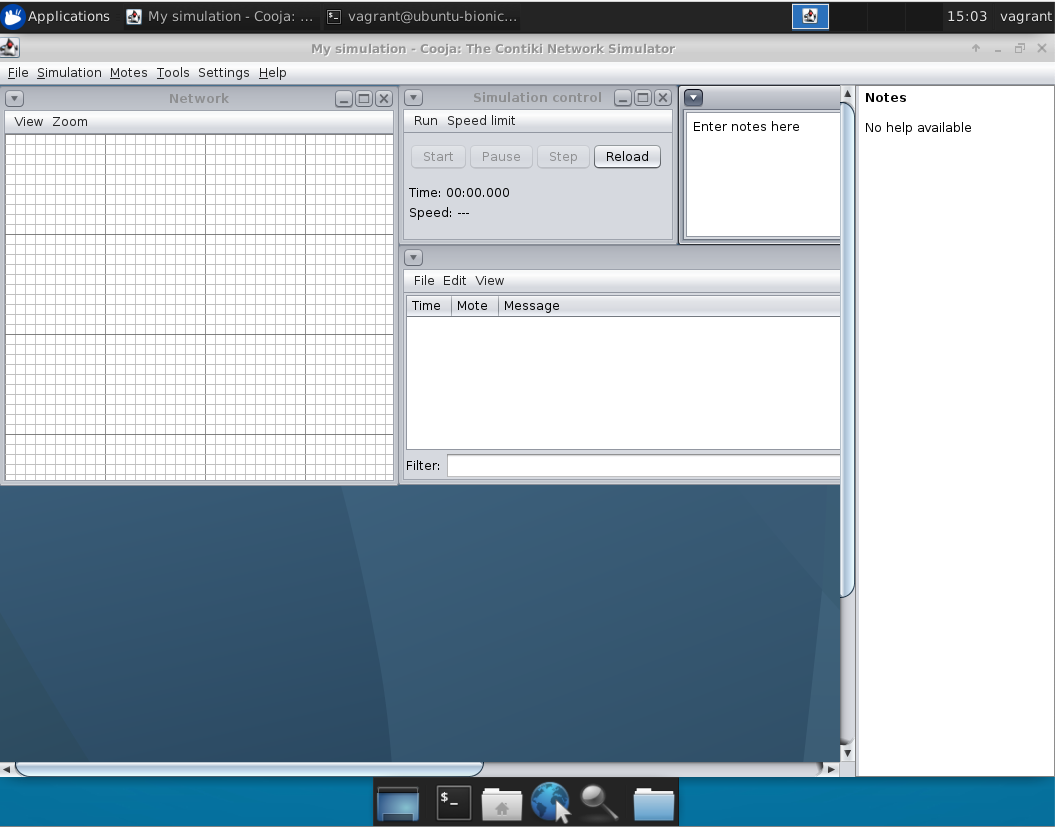 Applications My simulation - Cooja: ... vagrant@ubuntu-bionic... 15:03 vagrant
My simulation - Cooja: The Contiki Network Simulator
File Simulation Motes Tools Settings Help
Network
View Zoom
Simulation control
Run Speed limit
Start Pause Step Reload
Time: 00:00.000
Speed: ---
Enter notes here
Notes
No help available
File Edit View
Time Mote Message
Filter:
$_